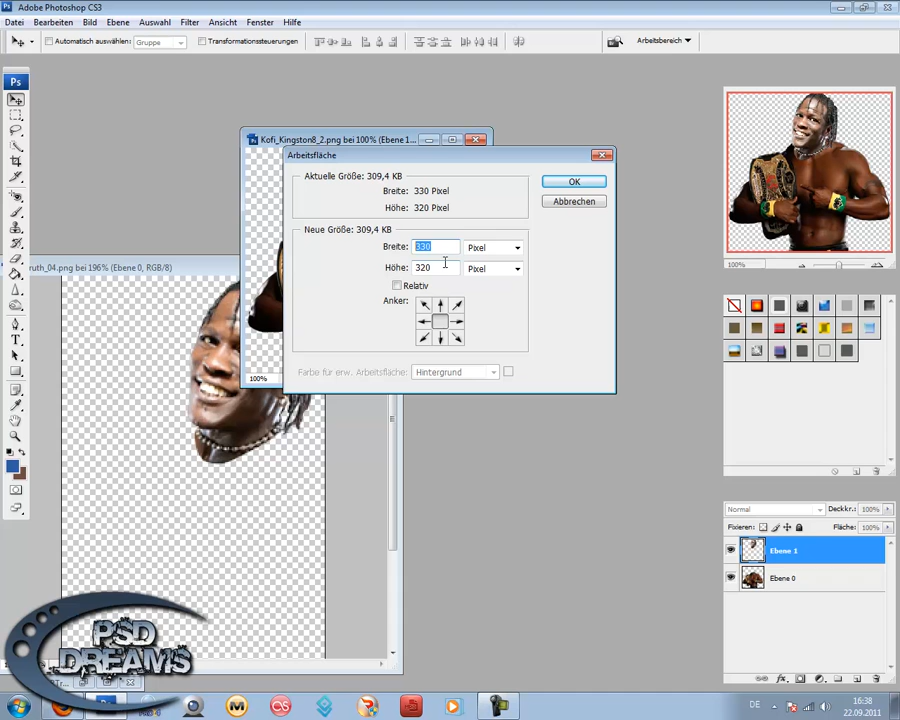 Adobe Photoshop CS3
Datei Bearbeiten Bild Ebene Auswahl Filter Ansicht Fenster Hilfe
Automatisch auswählen: Gruppe Transformationssteuerungen Arbeitsbereich
Ps
Kofi_Kingston8_2.png bei 100% (Ebene 1...
Arbeitsfläche
Aktuelle Größe: 309,4 KB
OK
Breite: 330 Pixel
Abbrechen
Höhe: 320 Pixel
Neue Größe: 309,4 KB
Breite: 330 Pixel
Höhe: 320 Pixel
Relativ
Anker:
Farbe für erw. Arbeitsfläche: Hintergrund
100%
ruth_04.png bei 196% (Ebene 0, RGB/8)
100%
Normal Deckkr.: 100%
Fixieren: Fläche: 100%
Ebene 1
Ebene 0
PSD
DREAMS
DE
16:38
22.09.2011